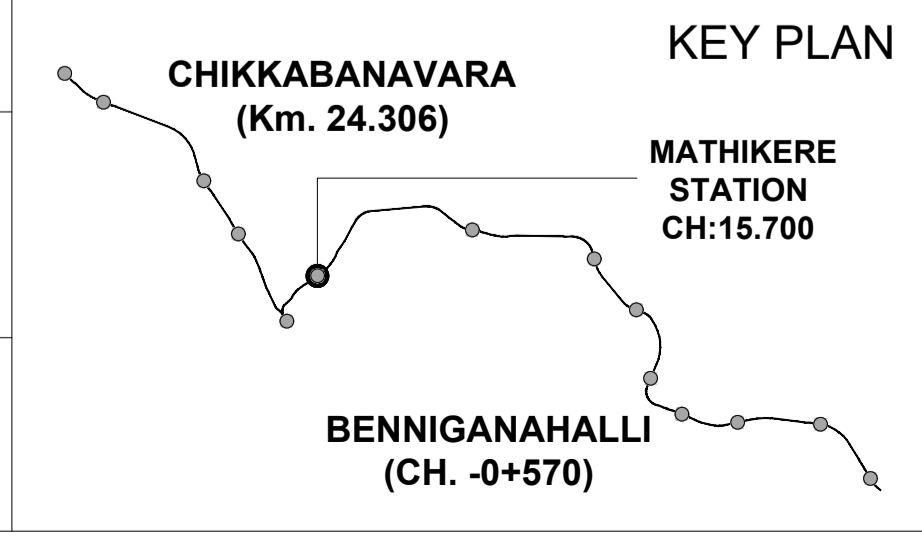 KEY PLAN
CHIKKABANAVARA
(Km. 24.306)
MATHIKERE
STATION
CH:15.700
BENNIGANAHALLI
(CH. -0+570)